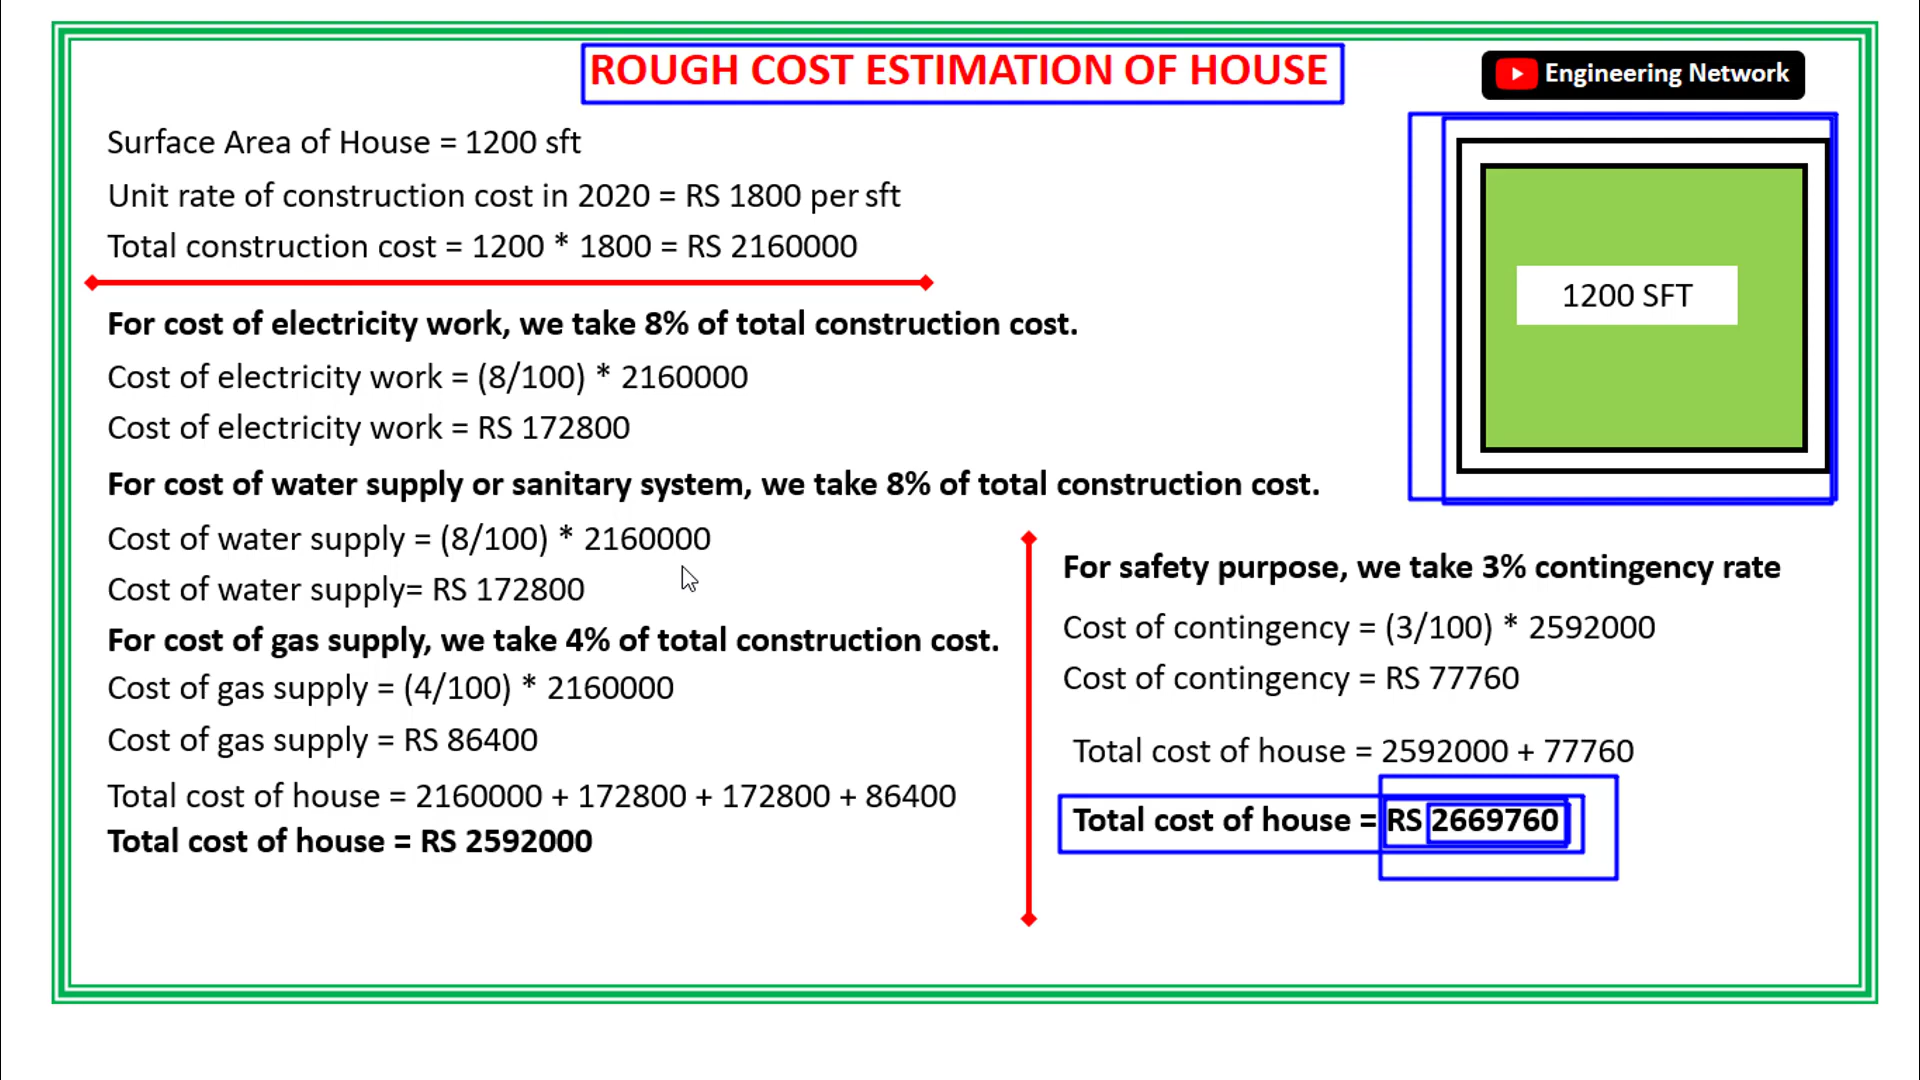 ROUGH COST ESTIMATION OF HOUSE
Engineering Network
Surface Area of House = 1200 sft
Unit rate of construction cost in 2020 = RS 1800 per sft
Total construction cost = 1200 * 1800 = RS 2160000
1200 SFT
For cost of electricity work, we take 8% of total construction cost.
Cost of electricity work = (8/100) * 2160000
Cost of electricity work = RS 172800
For cost of water supply or sanitary system, we take 8% of total construction cost.
Cost of water supply = (8/100) * 2160000
Cost of water supply= RS 172800
For cost of gas supply, we take 4% of total construction cost.
Cost of gas supply = (4/100) * 2160000
Cost of gas supply = RS 86400
Total cost of house = 2160000 + 172800 + 172800 + 86400
Total cost of house = RS 2592000
For safety purpose, we take 3% contingency rate
Cost of contingency = (3/100) * 2592000
Cost of contingency = RS 77760
Total cost of house = 2592000 + 77760
Total cost of house = RS 2669760